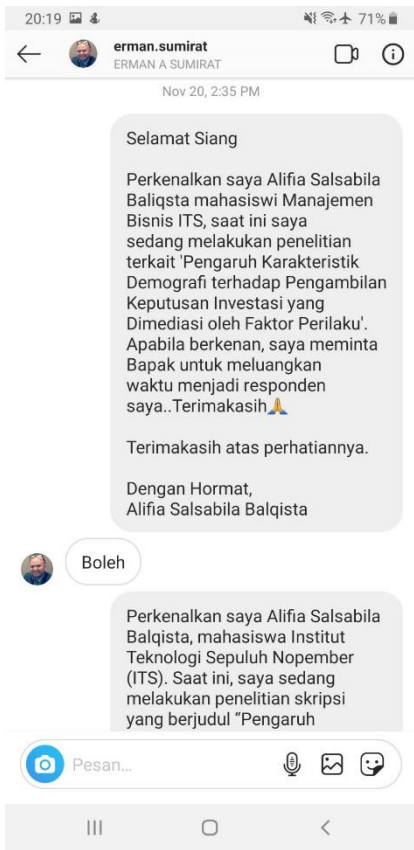 20:19 71%
erman.sumirat
ERMAN A SUMIRAT
Nov 20, 2:35 PM
Selamat Siang
Perkenalkan saya Alifia Salsabila
Baliqsta mahasiswi Manajemen
Bisnis ITS, saat ini saya
sedang melakukan penelitian
terkait 'Pengaruh Karakteristik
Demografi terhadap Pengambilan
Keputusan Investasi yang
Dimediasi oleh Faktor Perilaku'.
Apabila berkenan, saya meminta
Bapak untuk meluangkan
waktu menjadi responden
saya..Terimakasih🙏
Terimakasih atas perhatiannya.
Dengan Hormat,
Alifia Salsabila Balqista
Boleh
Perkenalkan saya Alifia Salsabila
Balqista, mahasiswa Institut
Teknologi Sepuluh Nopember
(ITS). Saat ini, saya sedang
melakukan penelitian skripsi
yang berjudul “Pengaruh
Pesan...